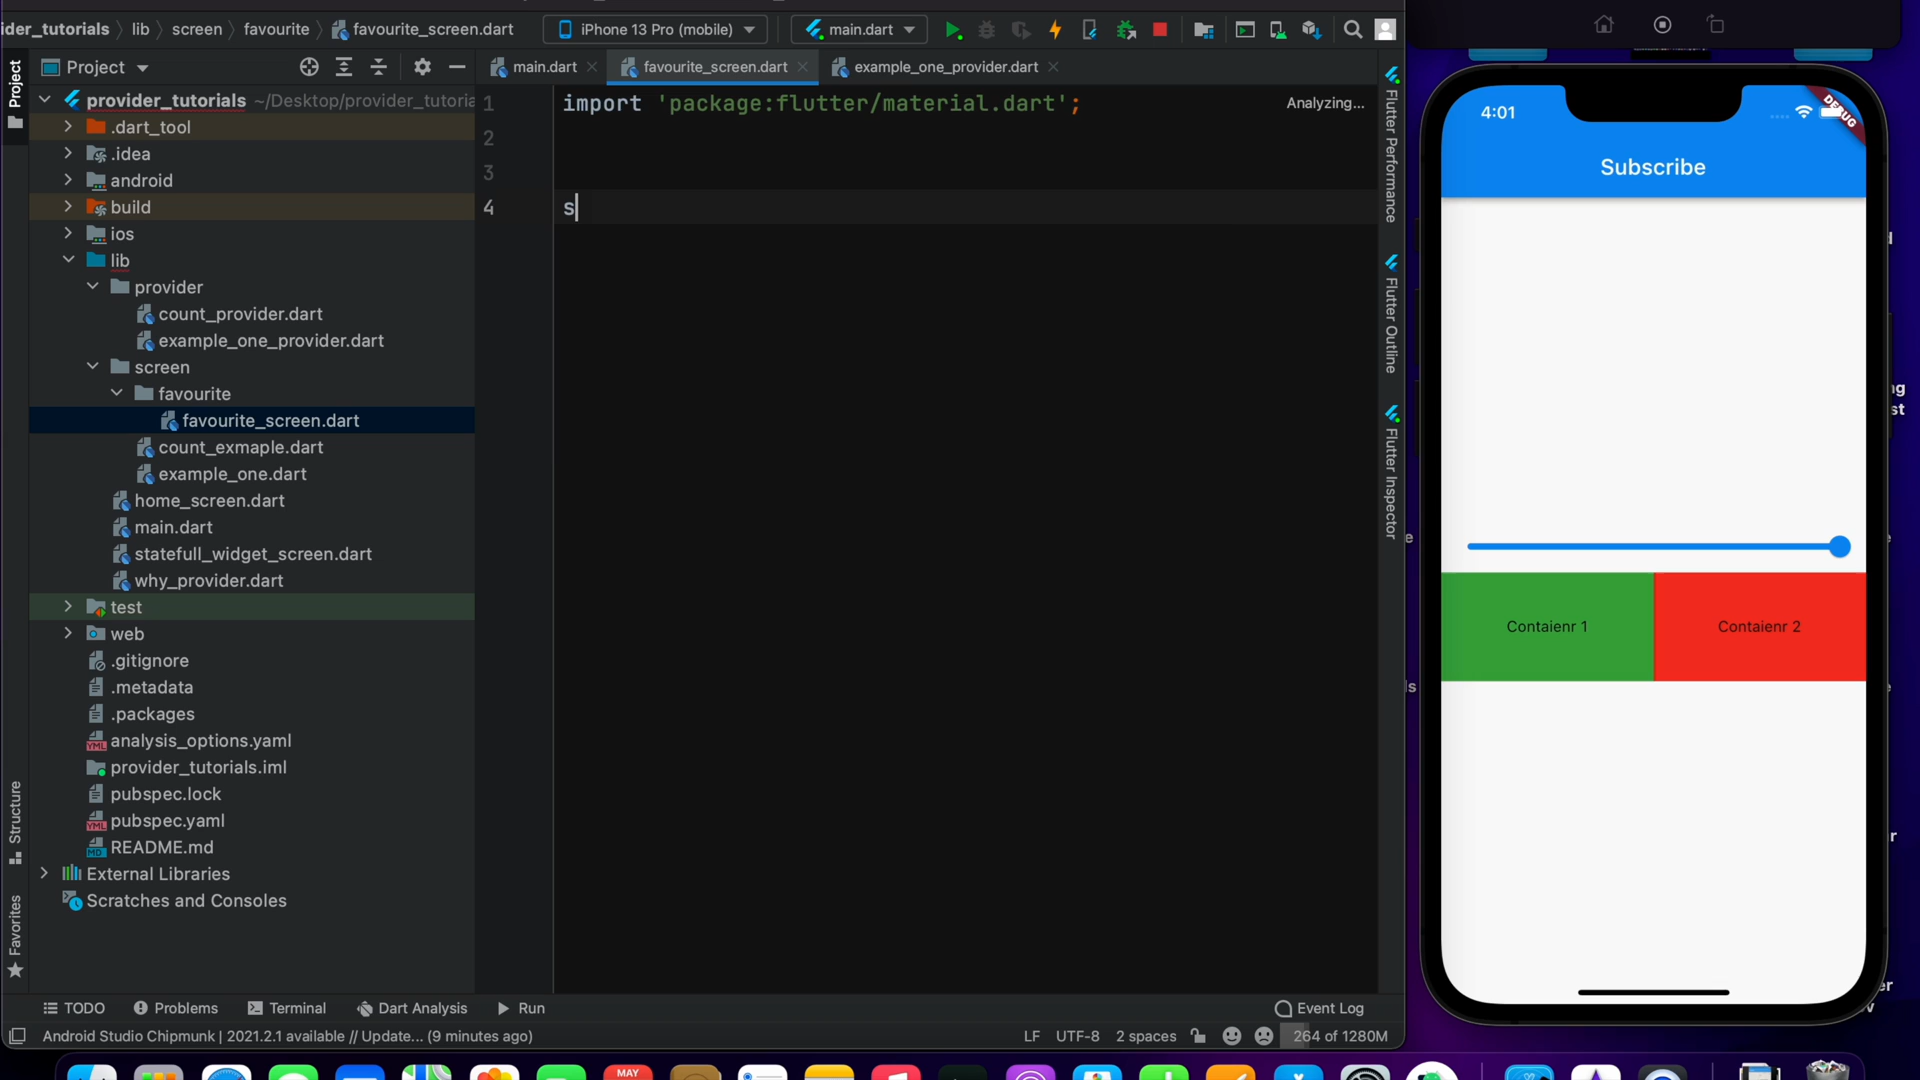 ider_tutorials
lib
screen
favourite
favourite_screen.dart
iPhone 13 Pro (mobile)
main.dart
Project
main.dart
favourite_screen.dart
example_one_provider.dart
Project
provider_tutorials ~/Desktop/provider_tutoria
.dart_tool
.idea
android
build
ios
lib
provider
count_provider.dart
example_one_provider.dart
screen
favourite
favourite_screen.dart
count_exmaple.dart
example_one.dart
home_screen.dart
main.dart
statefull_widget_screen.dart
why_provider.dart
test
web
.gitignore
.metadata
.packages
analysis_options.yaml
provider_tutorials.iml
pubspec.lock
pubspec.yaml
README.md
External Libraries
Scratches and Consoles
Structure
Favorites
1 import 'package:flutter/material.dart';
2
3
4 s
Analyzing...
Flutter Performance
Flutter Outline
Flutter Inspector
TODO
Problems
Terminal
Dart Analysis
Run
Event Log
Android Studio Chipmunk | 2021.2.1 available // Update... (9 minutes ago)
LF
UTF-8
2 spaces
264 of 1280M
4:01
DEBUG
Subscribe
Contaienr 1
Contaienr 2
MAY